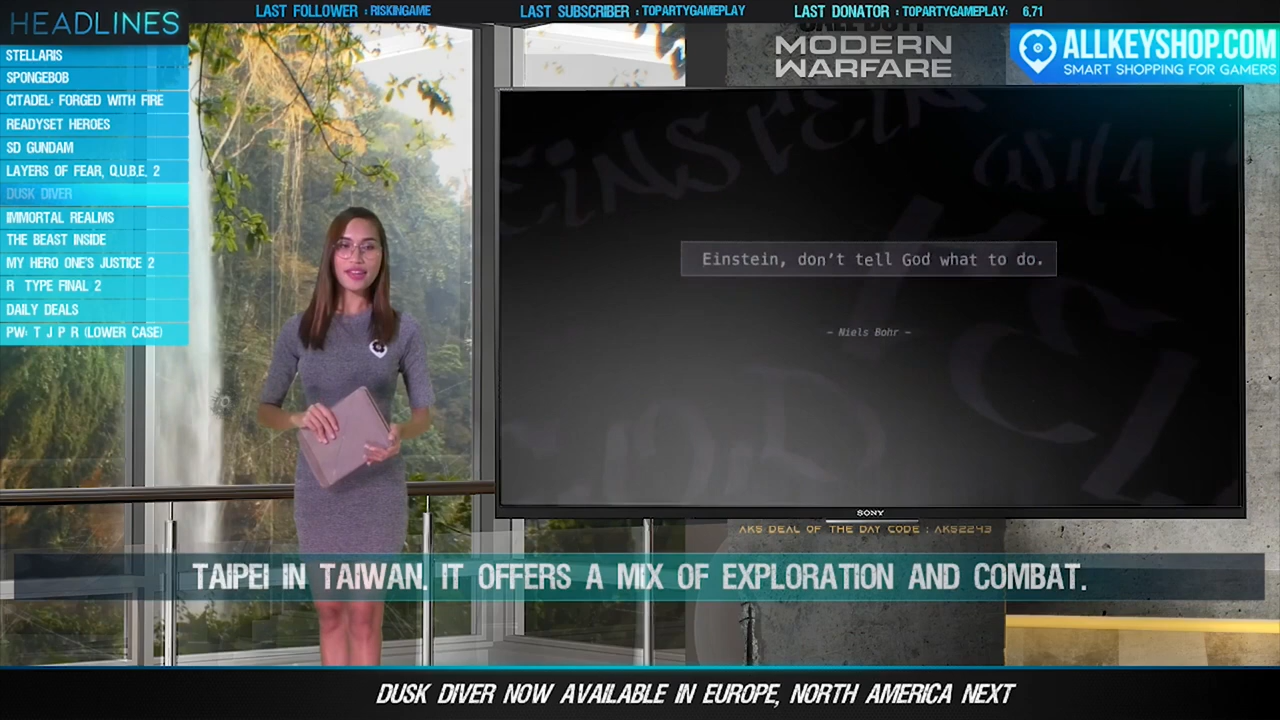 HEADLINES
LAST FOLLOWER : RISKINGAME
LAST SUBSCRIBER : TOPARTYGAMEPLAY
LAST DONATOR : TOPARTYGAMEPLAY: 6.71
STELLARIS
SPONGEBOB
CITADEL: FORGED WITH FIRE
READYSET HEROES
SD GUNDAM
LAYERS OF FEAR, Q.U.B.E. 2
DUSK DIVER
IMMORTAL REALMS
THE BEAST INSIDE
MY HERO ONE'S JUSTICE 2
R TYPE FINAL 2
DAILY DEALS
PW: T J P R (LOWER CASE)
CALL OF DUTY
MODERN
WARFARE
ALLKEYSHOP.COM
SMART SHOPPING FOR GAMERS
EINSTEIN
Einstein, don't tell God what to do.
– Niels Bohr –
SONY
AKS DEAL OF THE DAY CODE : AKS2243
TAIPEI IN TAIWAN. IT OFFERS A MIX OF EXPLORATION AND COMBAT.
DUSK DIVER NOW AVAILABLE IN EUROPE, NORTH AMERICA NEXT